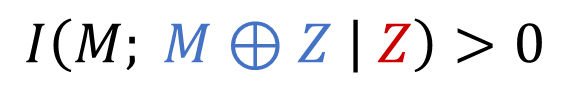 I(M; M ⊕ Z | Z) > 0